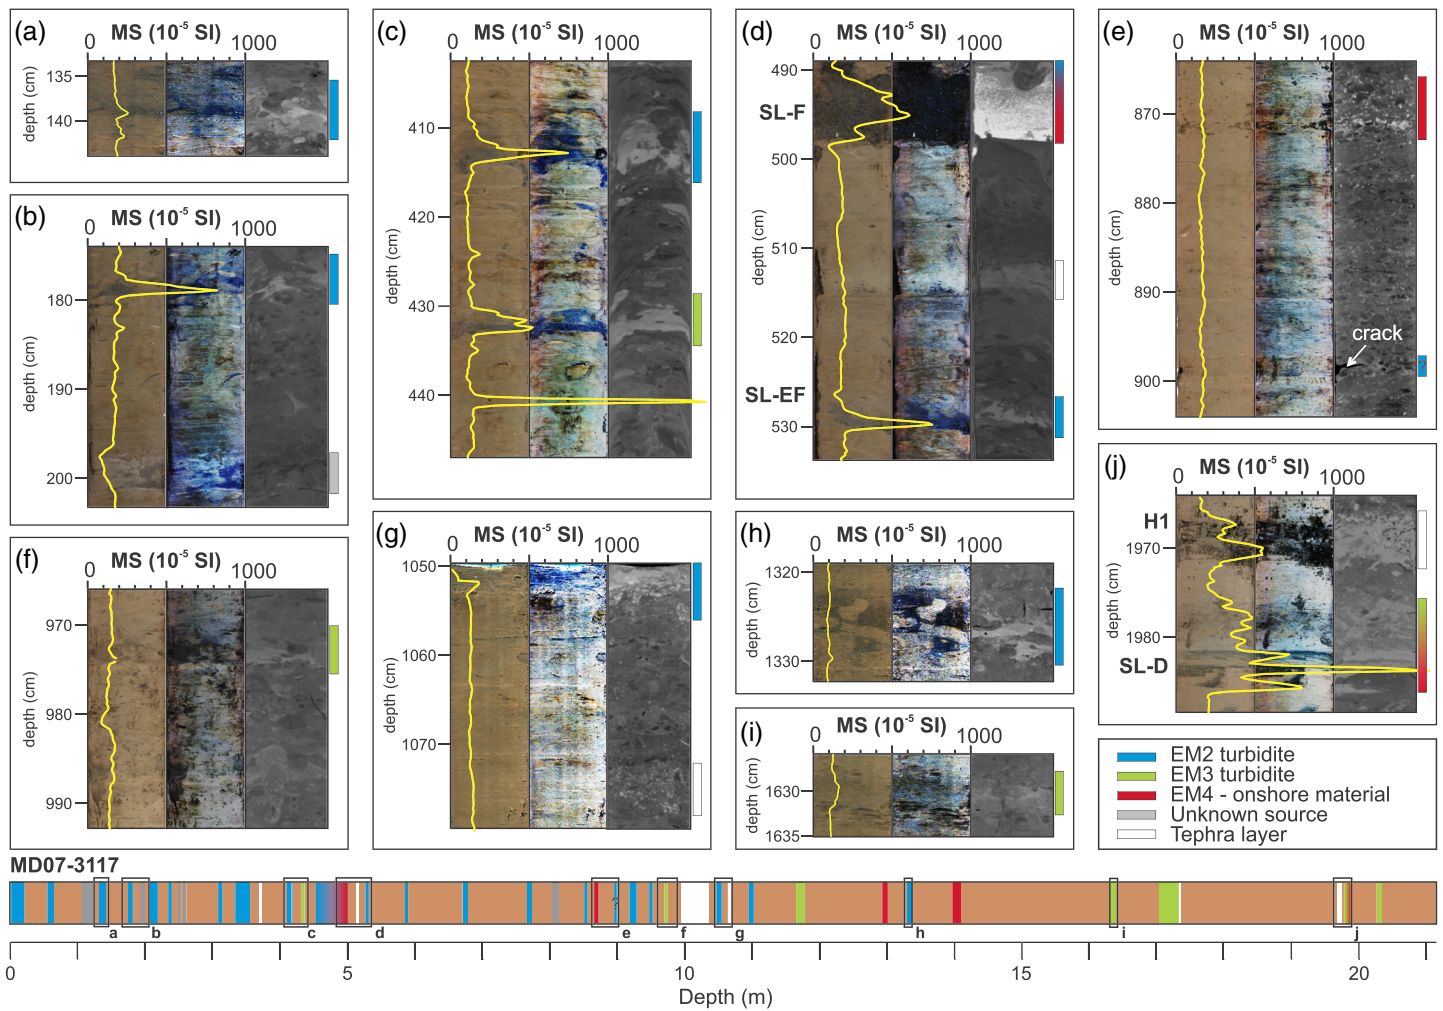 (a)
MS (10⁻⁵ SI)
0
1000
135
140
depth (cm)
(b)
MS (10⁻⁵ SI)
0
1000
180
190
200
depth (cm)
(c)
MS (10⁻⁵ SI)
0
1000
410
420
430
440
depth (cm)
(d)
MS (10⁻⁵ SI)
0
1000
490
SL-F
500
510
520
SL-EF
530
depth (cm)
(e)
MS (10⁻⁵ SI)
0
1000
870
880
890
crack
900
?
depth (cm)
(f)
MS (10⁻⁵ SI)
0
1000
970
980
990
depth (cm)
(g)
MS (10⁻⁵ SI)
0
1000
1050
1060
1070
depth (cm)
(h)
MS (10⁻⁵ SI)
0
1000
1320
1330
depth (cm)
(i)
MS (10⁻⁵ SI)
0
1000
1630
1635
depth (cm)
(j)
MS (10⁻⁵ SI)
0
1000
H1
1970
1980
SL-D
depth (cm)
EM2 turbidite
EM3 turbidite
EM4 - onshore material
Unknown source
Tephra layer
MD07-3117
?
a b c d e f g h i j
0 5 10 15 20
Depth (m)